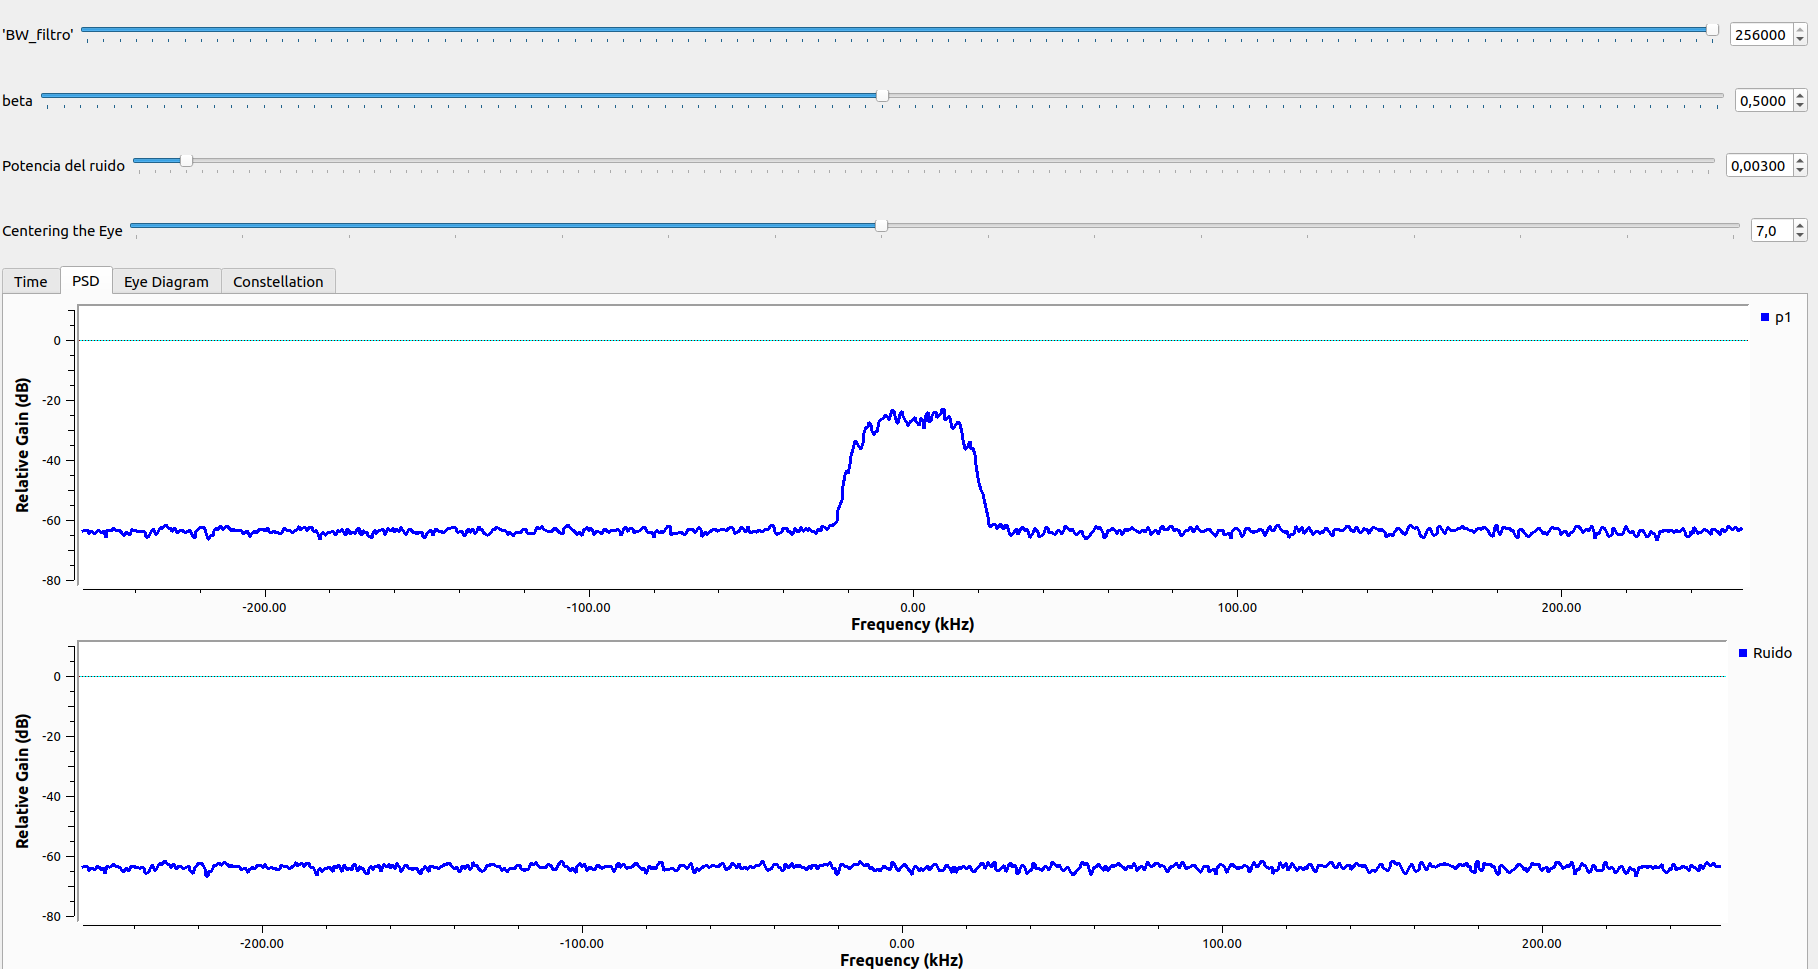 'BW_filtro' 256000
beta 0,5000
Potencia del ruido 0,00300
Centering the Eye 7,0
Time PSD Eye Diagram Constellation
p1
0
-20
-40
-60
-80
Relative Gain (dB)
-200.00 -100.00 0.00 100.00 200.00
Frequency (kHz)
Ruido
0
-20
-40
-60
-80
Relative Gain (dB)
-200.00 -100.00 0.00 100.00 200.00
Frequency (kHz)